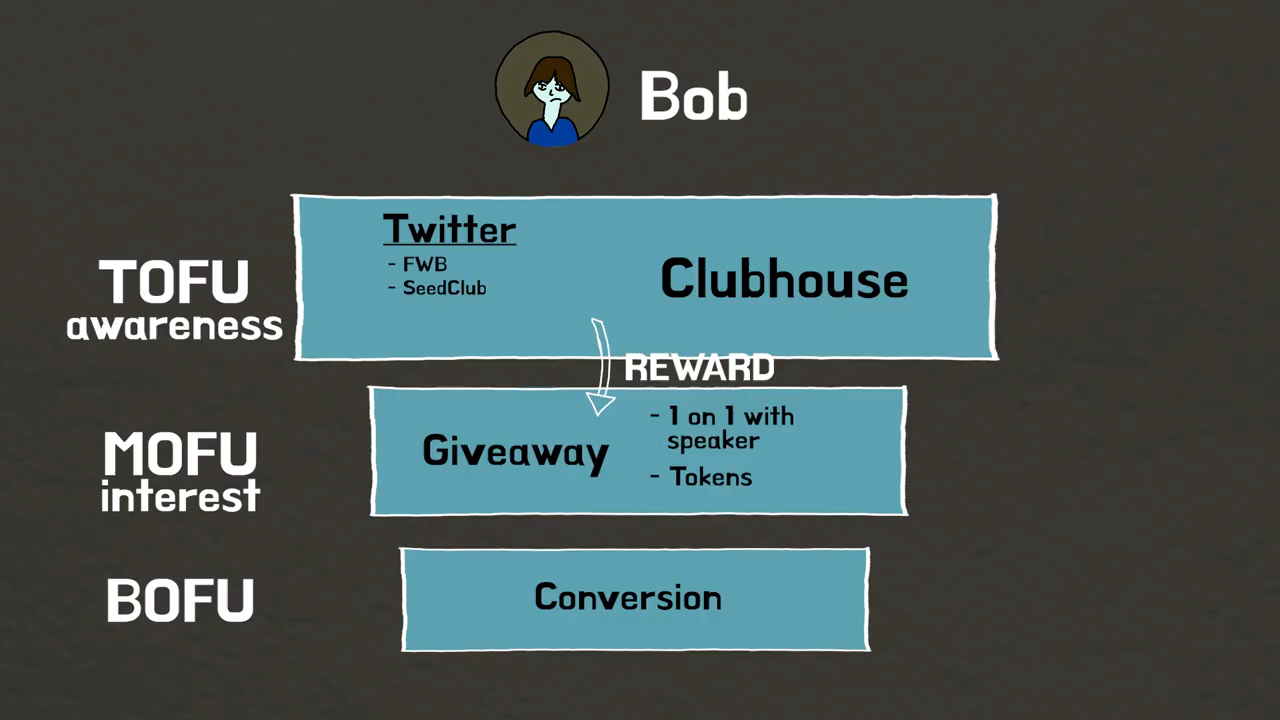 Bob
TOFU
awareness
Twitter
- FWB
- SeedClub
Clubhouse
REWARD
MOFU
interest
Giveaway
- 1 on 1 with
speaker
- Tokens
BOFU
Conversion